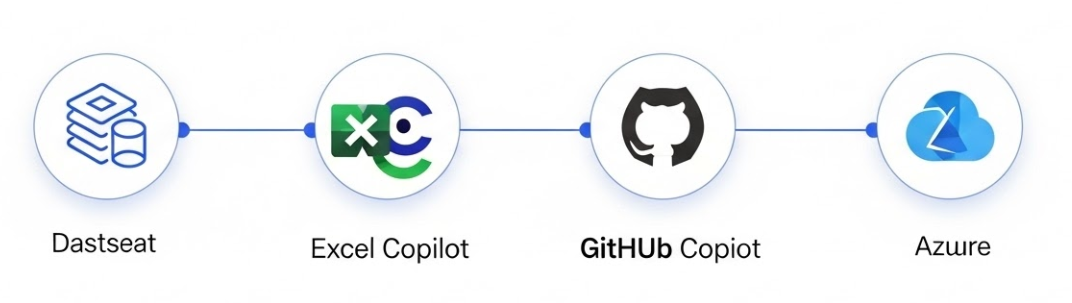 Dastseat
Excel Copilot
GitHUb Copiot
Azure